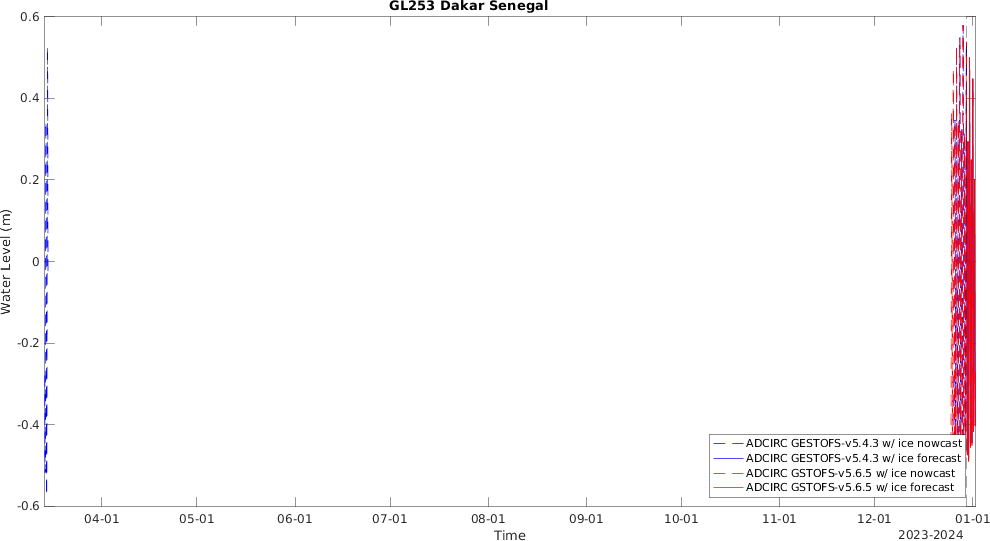 GL253 Dakar Senegal
0.6
0.4
0.2
0
-0.2
-0.4
-0.6
Water Level (m)
ADCIRC GESTOFS-v5.4.3 w/ ice nowcast
ADCIRC GESTOFS-v5.4.3 w/ ice forecast
ADCIRC GSTOFS-v5.6.5 w/ ice nowcast
ADCIRC GSTOFS-v5.6.5 w/ ice forecast
04-01 05-01 06-01 07-01 08-01 09-01 10-01 11-01 12-01 01-01
Time
2023-2024